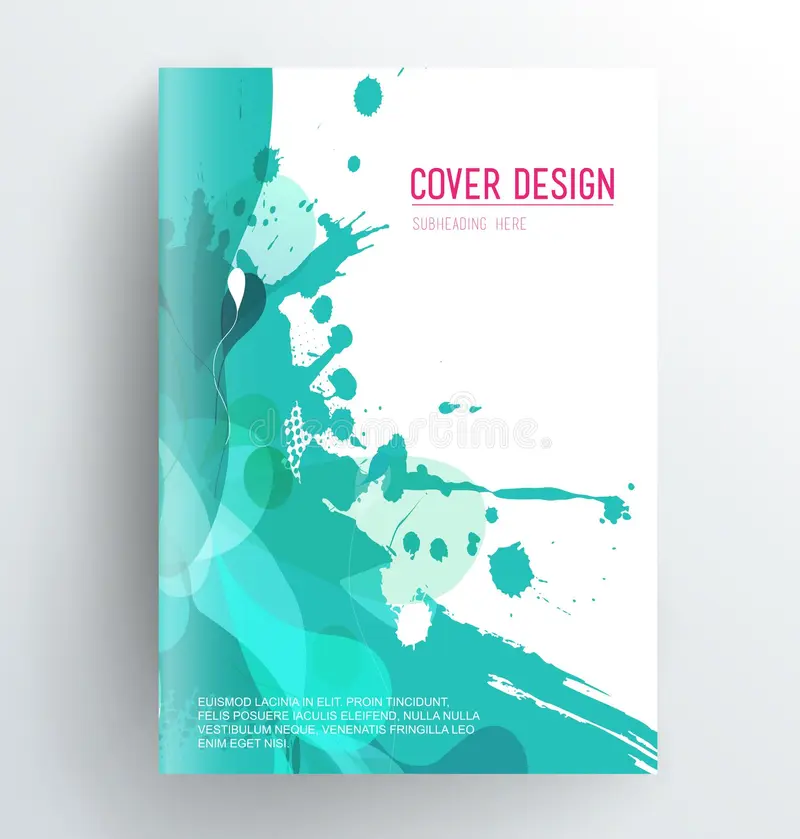 COVER DESIGN
SUBHEADING HERE
dreamstime
EUISMOD LACINIA IN ELIT. PROIN TINCIDUNT,
FELIS POSUERE IACULIS ELEIFEND, NULLA NULLA
VESTIBULUM NEQUE, VENENATIS FRINGILLA LEO
ENIM EGET NISI.